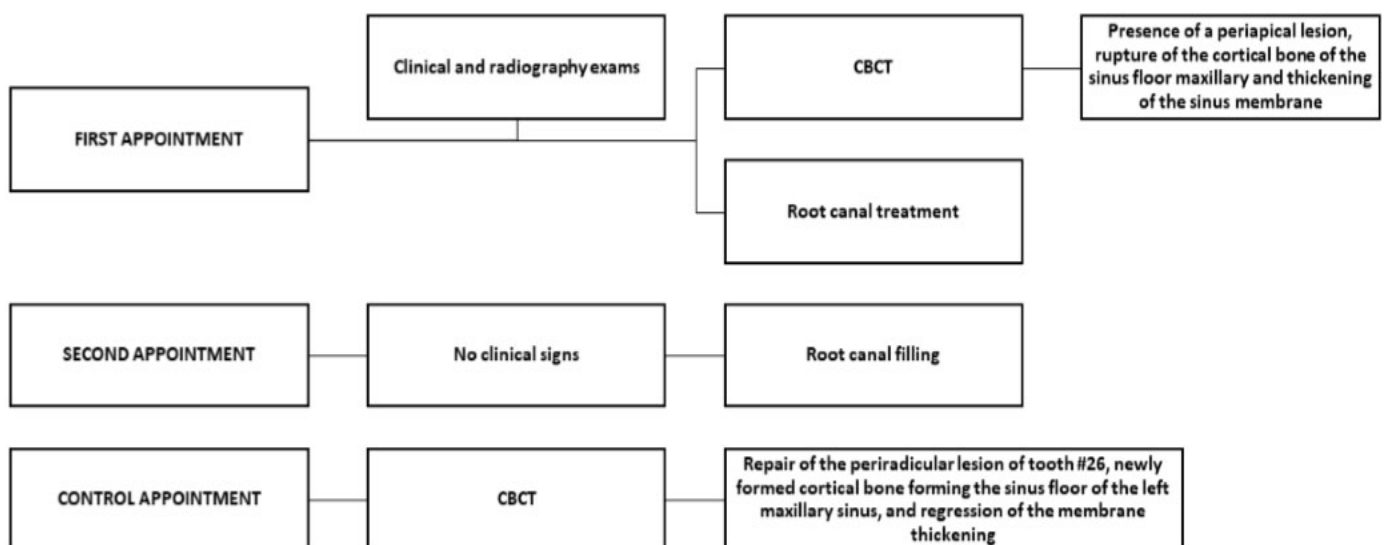 FIRST APPOINTMENT
Clinical and radiography exams
CBCT
Presence of a periapical lesion,
rupture of the cortical bone of the
sinus floor maxillary and thickening
of the sinus membrane
Root canal treatment
SECOND APPOINTMENT
No clinical signs
Root canal filling
CONTROL APPOINTMENT
CBCT
Repair of the periradicular lesion of tooth #26, newly
formed cortical bone forming the sinus floor of the left
maxillary sinus, and regression of the membrane
thickening